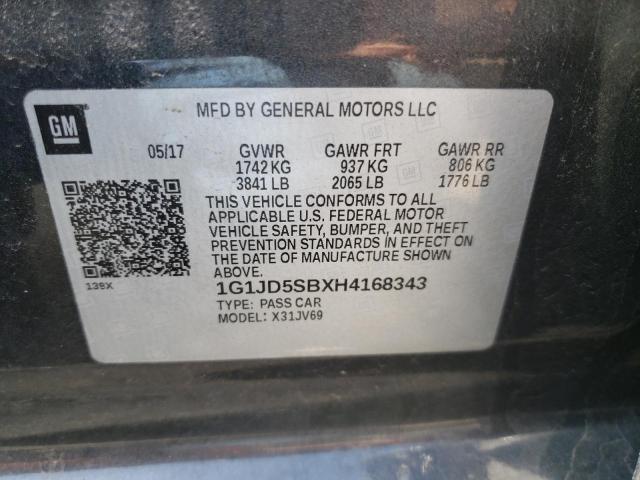 GM
MFD BY GENERAL MOTORS LLC
05/17 GVWR GAWR FRT GAWR RR
1742 KG 937 KG 806 KG
3841 LB 2065 LB 1776 LB
THIS VEHICLE CONFORMS TO ALL
APPLICABLE U.S. FEDERAL MOTOR
VEHICLE SAFETY, BUMPER, AND THEFT
PREVENTION STANDARDS IN EFFECT ON
THE DATE OF MANUFACTURE SHOWN
ABOVE.
138X
1G1JD5SBXH4168343
TYPE: PASS CAR
MODEL: X31JV69